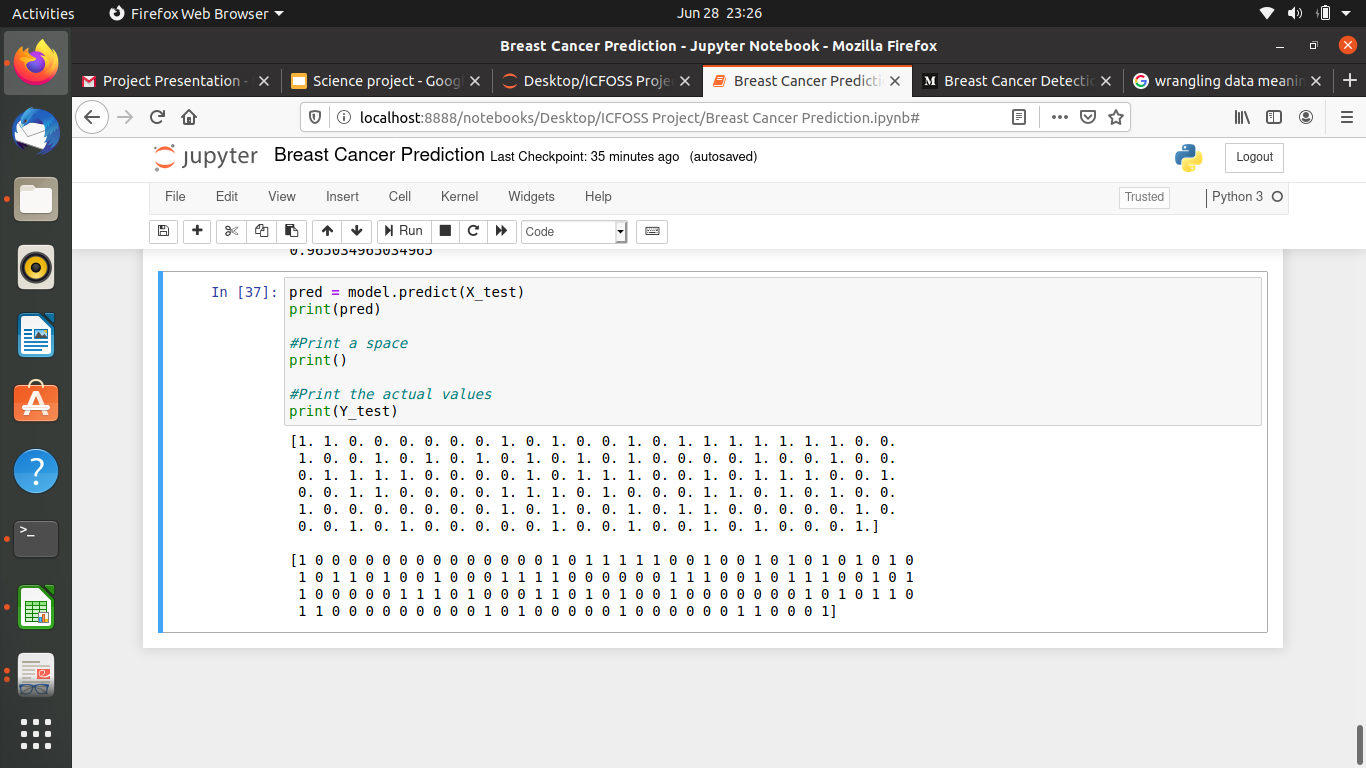 Activities
Firefox Web Browser
Jun 28 23:26
Breast Cancer Prediction - Jupyter Notebook - Mozilla Firefox
Project Presentation -
Science project - Goog
Desktop/ICFOSS Proje
Breast Cancer Predicti
Breast Cancer Detectio
wrangling data meanin
localhost:8888/notebooks/Desktop/ICFOSS Project/Breast Cancer Prediction.ipynb#
jupyter Breast Cancer Prediction Last Checkpoint: 35 minutes ago (autosaved)
Logout
File Edit View Insert Cell Kernel Widgets Help
Trusted
Python 3
Run
Code
0.965034965034965
In [37]: pred = model.predict(X_test)
print(pred)
#Print a space
print()
#Print the actual values
print(Y_test)
[1. 1. 0. 0. 0. 0. 0. 0. 1. 0. 1. 0. 0. 1. 0. 1. 1. 1. 1. 1. 1. 1. 0. 0.
1. 0. 0. 1. 0. 1. 0. 1. 0. 1. 0. 1. 0. 1. 0. 0. 0. 0. 1. 0. 0. 1. 0. 0.
0. 1. 1. 1. 1. 0. 0. 0. 0. 1. 0. 1. 1. 1. 0. 0. 1. 0. 1. 1. 1. 0. 0. 1.
0. 0. 1. 1. 0. 0. 0. 0. 1. 1. 1. 0. 1. 0. 0. 0. 1. 1. 0. 1. 0. 1. 0. 0.
1. 0. 0. 0. 0. 0. 0. 0. 1. 0. 1. 0. 0. 1. 0. 1. 1. 0. 0. 0. 0. 0. 1. 0.
0. 0. 1. 0. 1. 0. 0. 0. 0. 0. 1. 0. 0. 1. 0. 0. 1. 0. 1. 0. 0. 0. 1.]
[1 0 0 0 0 0 0 0 0 0 0 0 0 0 0 1 0 1 1 1 1 1 0 0 1 0 0 1 0 1 0 1 0 1 0 1 0
1 0 1 1 0 1 0 0 1 0 0 0 1 1 1 1 0 0 0 0 0 0 1 1 1 0 0 1 0 1 1 1 0 0 1 0 1
1 0 0 0 0 0 1 1 1 0 1 0 0 0 1 1 0 1 0 1 0 0 1 0 0 0 0 0 0 0 1 0 1 0 1 1 0
1 1 0 0 0 0 0 0 0 0 0 1 0 1 0 0 0 0 0 1 0 0 0 0 0 0 1 1 0 0 0 1]